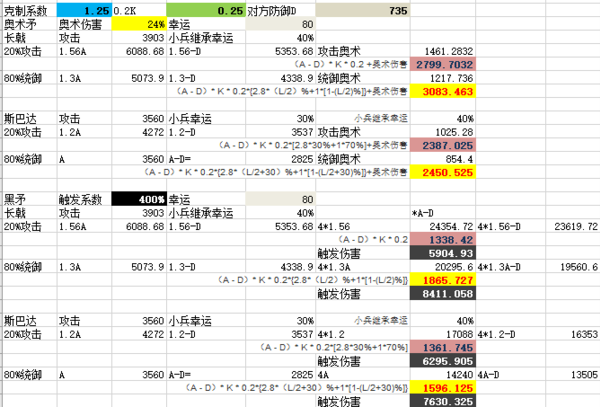 克制系数 1.25 0.2K 0.25 对方防御D 735
奥术矛 奥术伤害 24% 幸运 80
长戟 攻击 3903 小兵继承幸运 40%
20%攻击 1.56A 6088.68 1.56-D 5353.68 攻击奥术 1461.2832
（A - D）* K * 0.2 +奥术伤害 2799.7032
80%统御 1.3A 5073.9 1.3-D 4338.9 统御奥术 1217.736
（A - D）* K * 0.2*[2.8*（L/2）%+1*[1-(L/2)%]]+奥术伤害 3083.463
斯巴达 攻击 3560 小兵幸运 30% 小兵继承幸运 40%
20%攻击 1.2A 4272 1.2-D 3537 攻击奥术 1025.28
（A - D）* K * 0.2*[2.8*30%+1*70%]+奥术伤害 2387.025
80%统御 A 3560 A-D= 2825 统御奥术 854.4
（A - D）* K * 0.2*[2.8*（L/2+30）%+1*[1-(L/2+30)%]]+奥术伤害 2450.525
黑矛 触发系数 400% 幸运 80
长戟 攻击 3903 小兵继承幸运 40% *A-D
20%攻击 1.56A 6088.68 1.56-D 5353.68 4*1.56 24354.72 4*1.56-D 23619.72
（A - D）* K * 0.2 1338.42
触发伤害 5904.93
80%统御 1.3A 5073.9 1.3-D 4338.9 4*1.3A 20295.6 4*1.3A-D 19560.6
（A - D）* K * 0.2*[2.8*（L/2）%+1*[1-(L/2)%]] 1865.727
触发伤害 8411.058
斯巴达 攻击 3560 小兵幸运 30% 小兵继承幸运 40%
20%攻击 1.2A 4272 1.2-D 3537 4*1.2 17088 4*1.2-D 16353
（A - D）* K * 0.2*[2.8*30%+1*70%] 1361.745
触发伤害 6295.905
80%统御 A 3560 A-D= 2825 4A 14240 4A-D 13505
（A - D）* K * 0.2*[2.8*（L/2+30）%+1*[1-(L/2+30)%]] 1596.125
触发伤害 7630.325